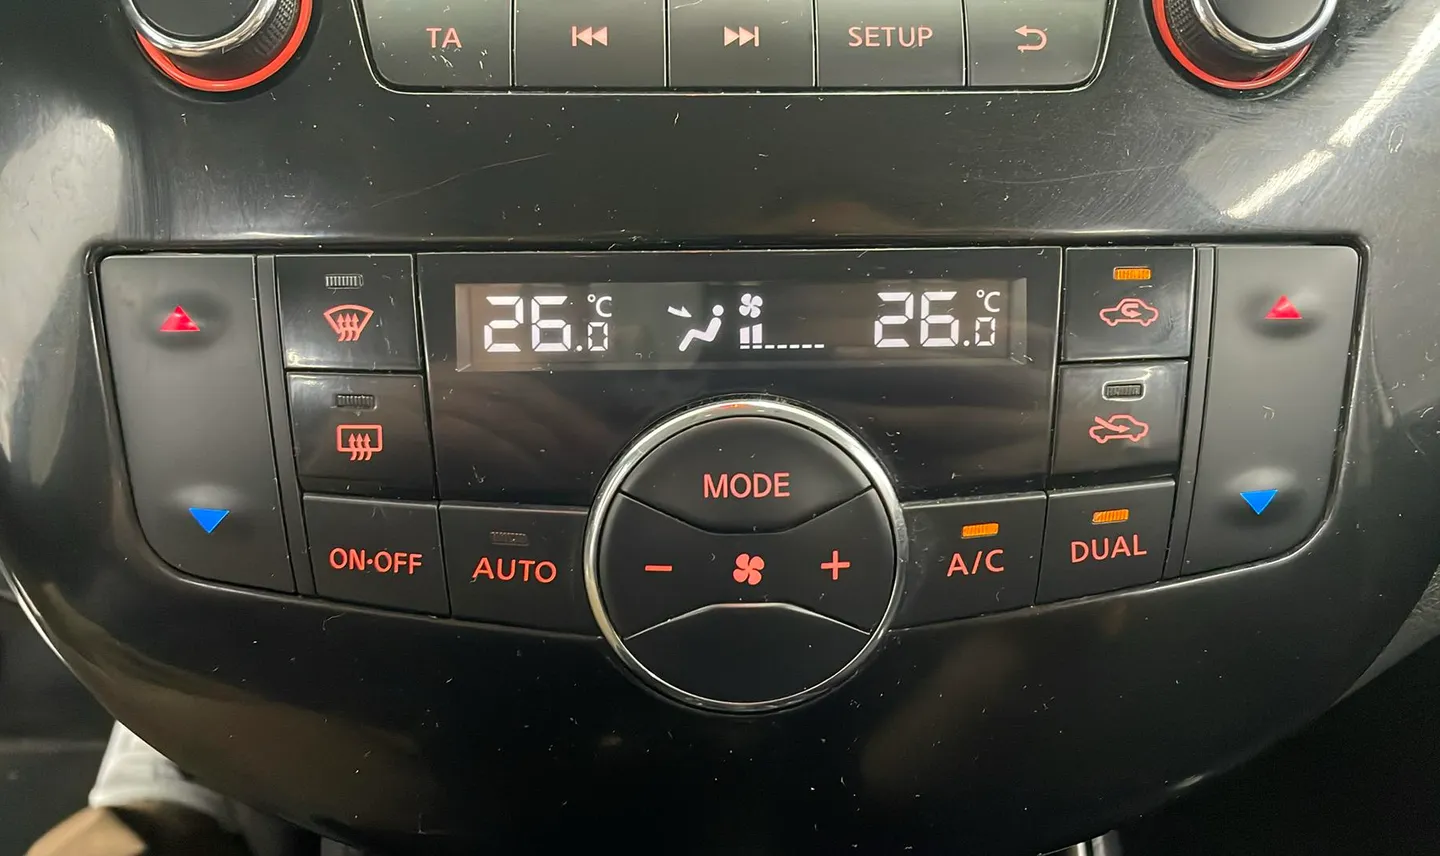 TA SETUP
26.0 °C 26.0 °C
MODE
ON·OFF AUTO A/C DUAL